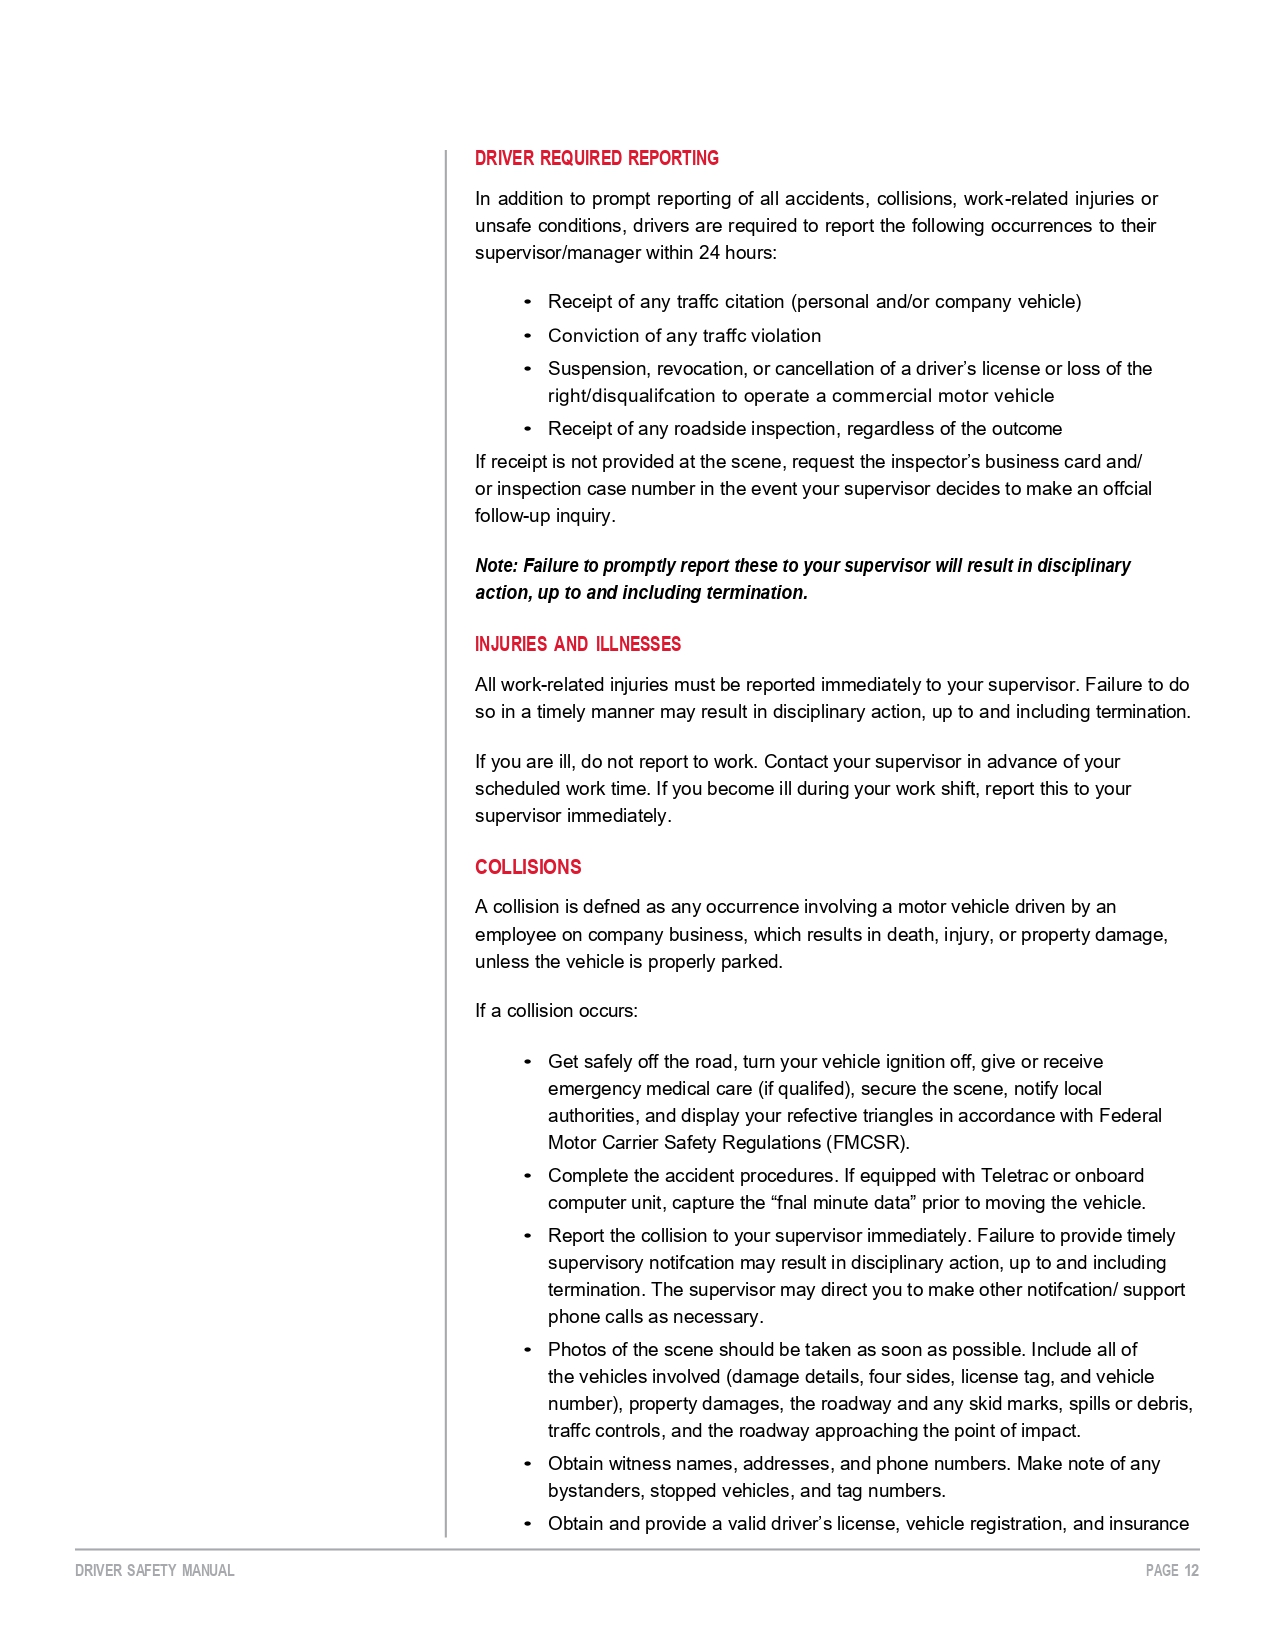 DRIVER REQUIRED REPORTING
In addition to prompt reporting of all accidents, collisions, work-related injuries or
unsafe conditions, drivers are required to report the following occurrences to their
supervisor/manager within 24 hours:
• Receipt of any traffc citation (personal and/or company vehicle)
• Conviction of any traffc violation
• Suspension, revocation, or cancellation of a driver’s license or loss of the
right/disqualifcation to operate a commercial motor vehicle
• Receipt of any roadside inspection, regardless of the outcome
If receipt is not provided at the scene, request the inspector’s business card and/
or inspection case number in the event your supervisor decides to make an offcial
follow-up inquiry.
Note: Failure to promptly report these to your supervisor will result in disciplinary
action, up to and including termination.
INJURIES AND ILLNESSES
All work-related injuries must be reported immediately to your supervisor. Failure to do
so in a timely manner may result in disciplinary action, up to and including termination.
If you are ill, do not report to work. Contact your supervisor in advance of your
scheduled work time. If you become ill during your work shift, report this to your
supervisor immediately.
COLLISIONS
A collision is defned as any occurrence involving a motor vehicle driven by an
employee on company business, which results in death, injury, or property damage,
unless the vehicle is properly parked.
If a collision occurs:
• Get safely off the road, turn your vehicle ignition off, give or receive
emergency medical care (if qualifed), secure the scene, notify local
authorities, and display your refective triangles in accordance with Federal
Motor Carrier Safety Regulations (FMCSR).
• Complete the accident procedures. If equipped with Teletrac or onboard
computer unit, capture the “fnal minute data” prior to moving the vehicle.
• Report the collision to your supervisor immediately. Failure to provide timely
supervisory notifcation may result in disciplinary action, up to and including
termination. The supervisor may direct you to make other notifcation/ support
phone calls as necessary.
• Photos of the scene should be taken as soon as possible. Include all of
the vehicles involved (damage details, four sides, license tag, and vehicle
number), property damages, the roadway and any skid marks, spills or debris,
traffc controls, and the roadway approaching the point of impact.
• Obtain witness names, addresses, and phone numbers. Make note of any
bystanders, stopped vehicles, and tag numbers.
• Obtain and provide a valid driver’s license, vehicle registration, and insurance
DRIVER SAFETY MANUAL
PAGE 12